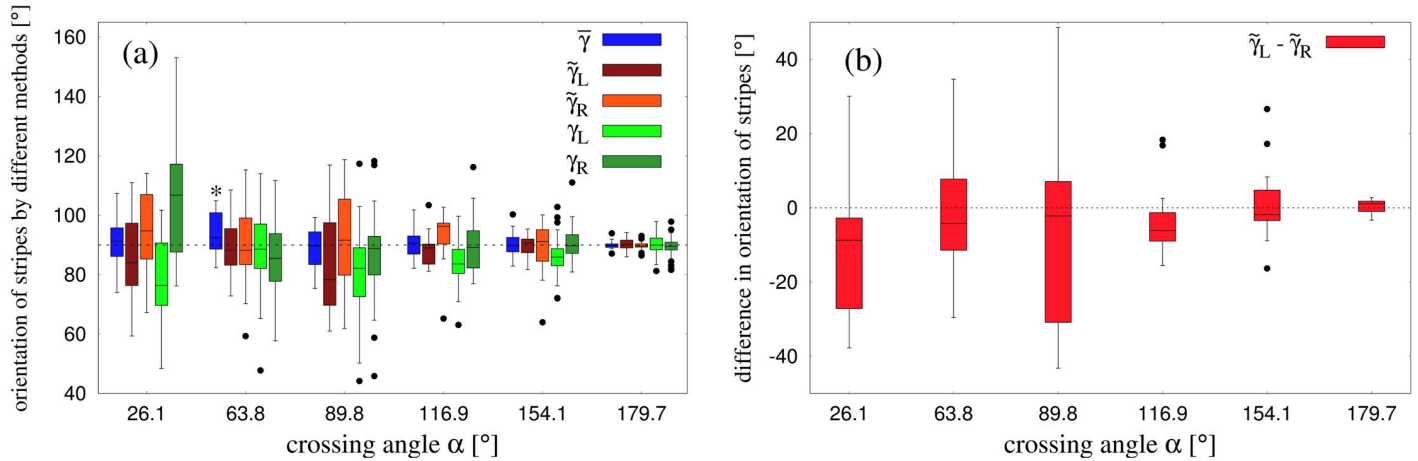 orientation of stripes by different methods [°]
160
140
120
100
80
60
40
(a)
*
γ̅
γ̃L
γ̃R
γL
γR
26.1 63.8 89.8 116.9 154.1 179.7
crossing angle α [°]
difference in orientation of stripes [°]
40
20
0
-20
-40
(b)
γ̃L - γ̃R
26.1 63.8 89.8 116.9 154.1 179.7
crossing angle α [°]